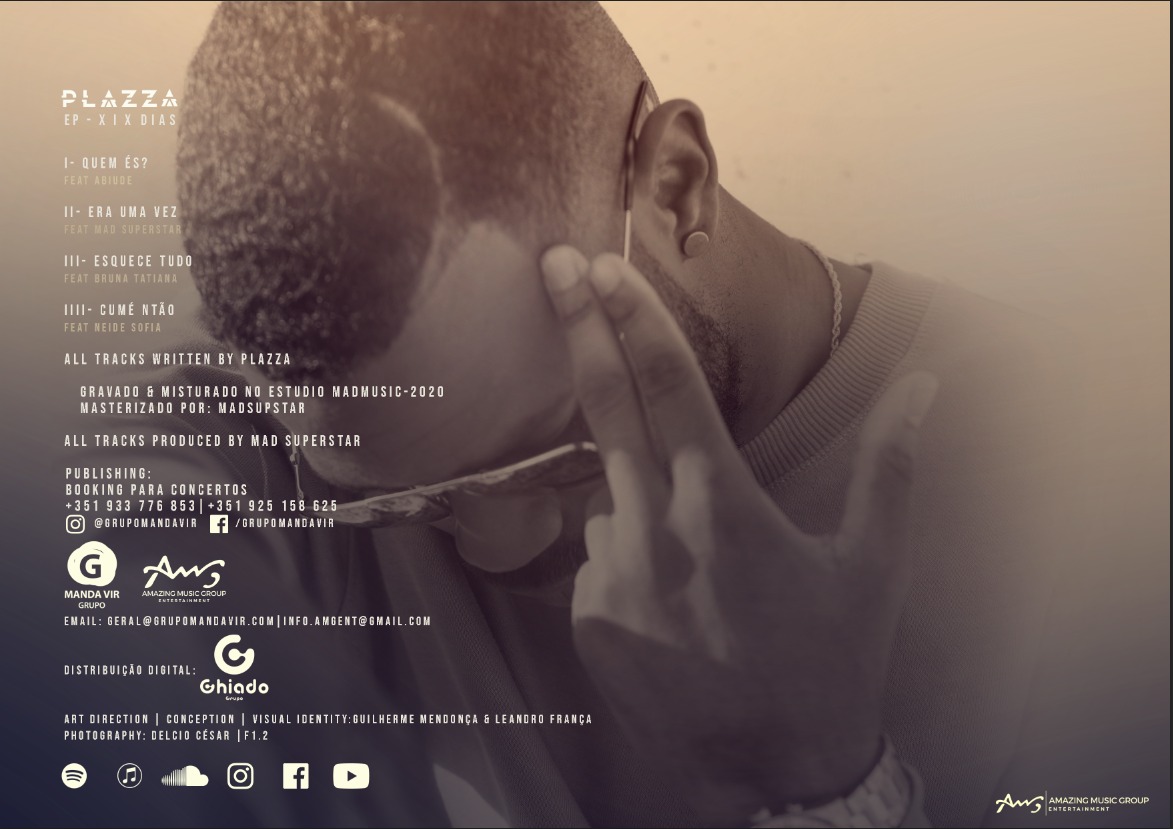 PLAZZA
EP - XIX DIAS
I- QUEM ÉS?
FEAT ABIUDE
II- ERA UMA VEZ
FEAT MAD SUPERSTAR
III- ESQUECE TUDO
FEAT BRUNA TATIANA
IIII- CUMÉ NTÃO
FEAT NEIDE SOFIA
ALL TRACKS WRITTEN BY PLAZZA
GRAVADO & MISTURADO NO ESTUDIO MADMUSIC-2020
MASTERIZADO POR: MADSUPSTAR
ALL TRACKS PRODUCED BY MAD SUPERSTAR
PUBLISHING:
BOOKING PARA CONCERTOS
+351 933 776 853|+351 925 158 625
@GRUPOMANDAVIR /GRUPOMANDAVIR
G
MANDA VIR
GRUPO
AMG
AMAZING MUSIC GROUP
ENTERTAINMENT
EMAIL: GERAL@GRUPOMANDAVIR.COM|INFO.AMGENT@GMAIL.COM
DISTRIBUIÇÃO DIGITAL:
Ghiado
Grupo
ART DIRECTION | CONCEPTION | VISUAL IDENTITY:GUILHERME MENDONÇA & LEANDRO FRANÇA
PHOTOGRAPHY: DELCIO CÉSAR |F1.2
AMG AMAZING MUSIC GROUP
ENTERTAINMENT